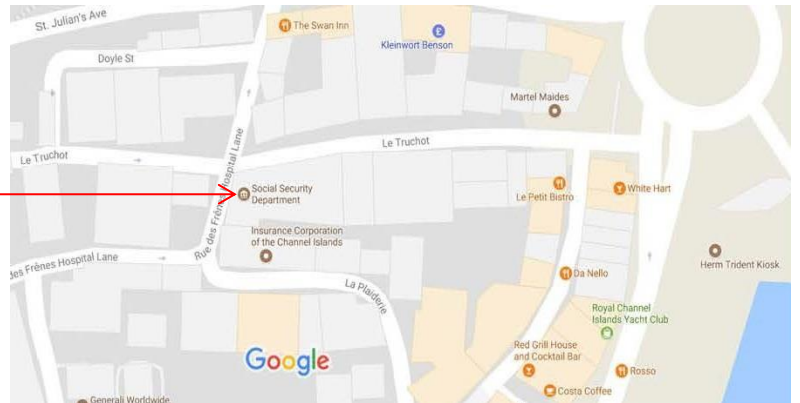 St. Julian's Ave
The Swan Inn
Kleinwort Benson
Doyle St
Martel Maides
Le Truchot
Le Truchot
Rue des Frênes Hospital Lane
Social Security
Department
Le Petit Bistro
White Hart
Insurance Corporation
of the Channel Islands
des Frênes Hospital Lane
Herm Trident Kiosk
Da Nello
La Plaiderie
Royal Channel
Islands Yacht Club
Google
Red Grill House
and Cocktail Bar
Rosso
Costa Coffee
Generali Worldwide